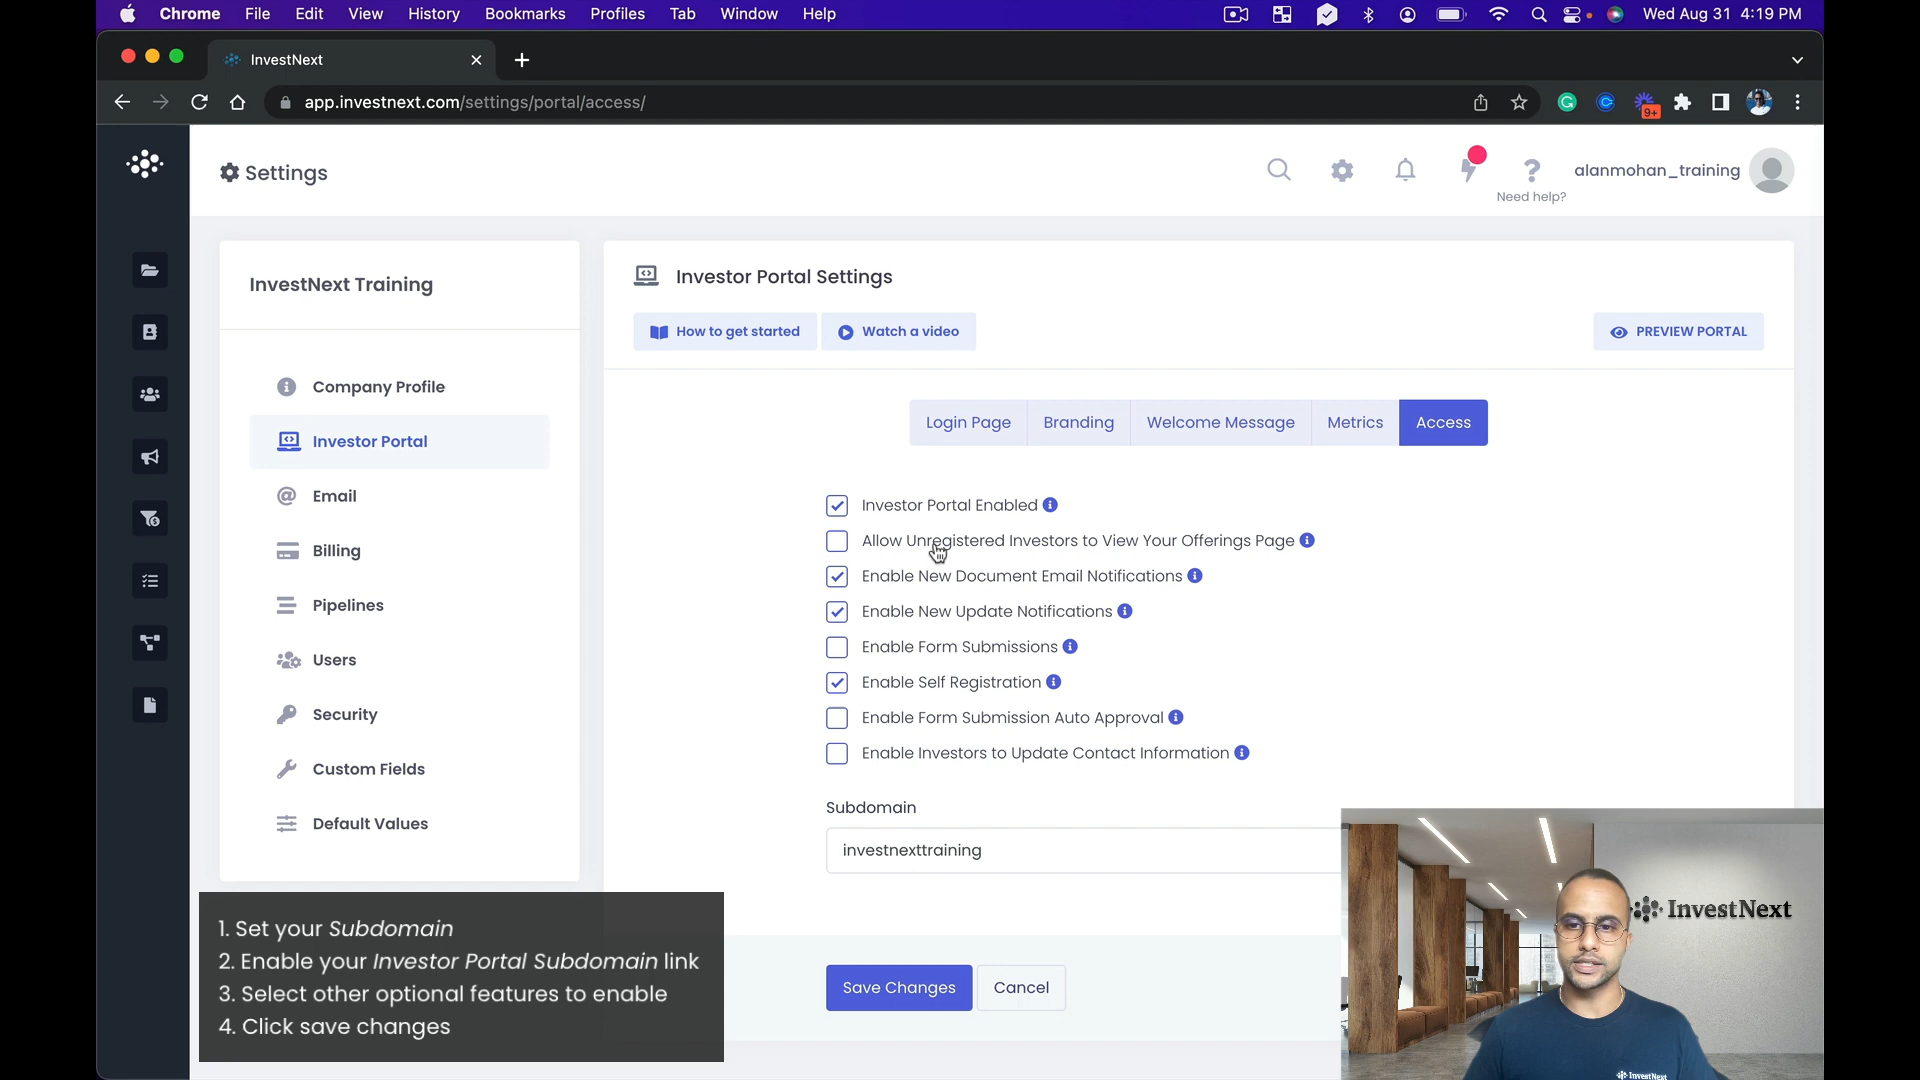 Chrome File Edit View History Bookmarks Profiles Tab Window Help
Wed Aug 31 4:19 PM
InvestNext
app.investnext.com/settings/portal/access/
9+
Settings
alanmohan_training
Need help?
InvestNext Training
Company Profile
Investor Portal
Email
Billing
Pipelines
Users
Security
Custom Fields
Default Values
Investor Portal Settings
How to get started
Watch a video
PREVIEW PORTAL
Login Page Branding Welcome Message Metrics Access
Investor Portal Enabled
Allow Unregistered Investors to View Your Offerings Page
Enable New Document Email Notifications
Enable New Update Notifications
Enable Form Submissions
Enable Self Registration
Enable Form Submission Auto Approval
Enable Investors to Update Contact Information
Subdomain
investnexttraining
Save Changes
Cancel
1. Set your Subdomain
2. Enable your Investor Portal Subdomain link
3. Select other optional features to enable
4. Click save changes
InvestNext
InvestNext